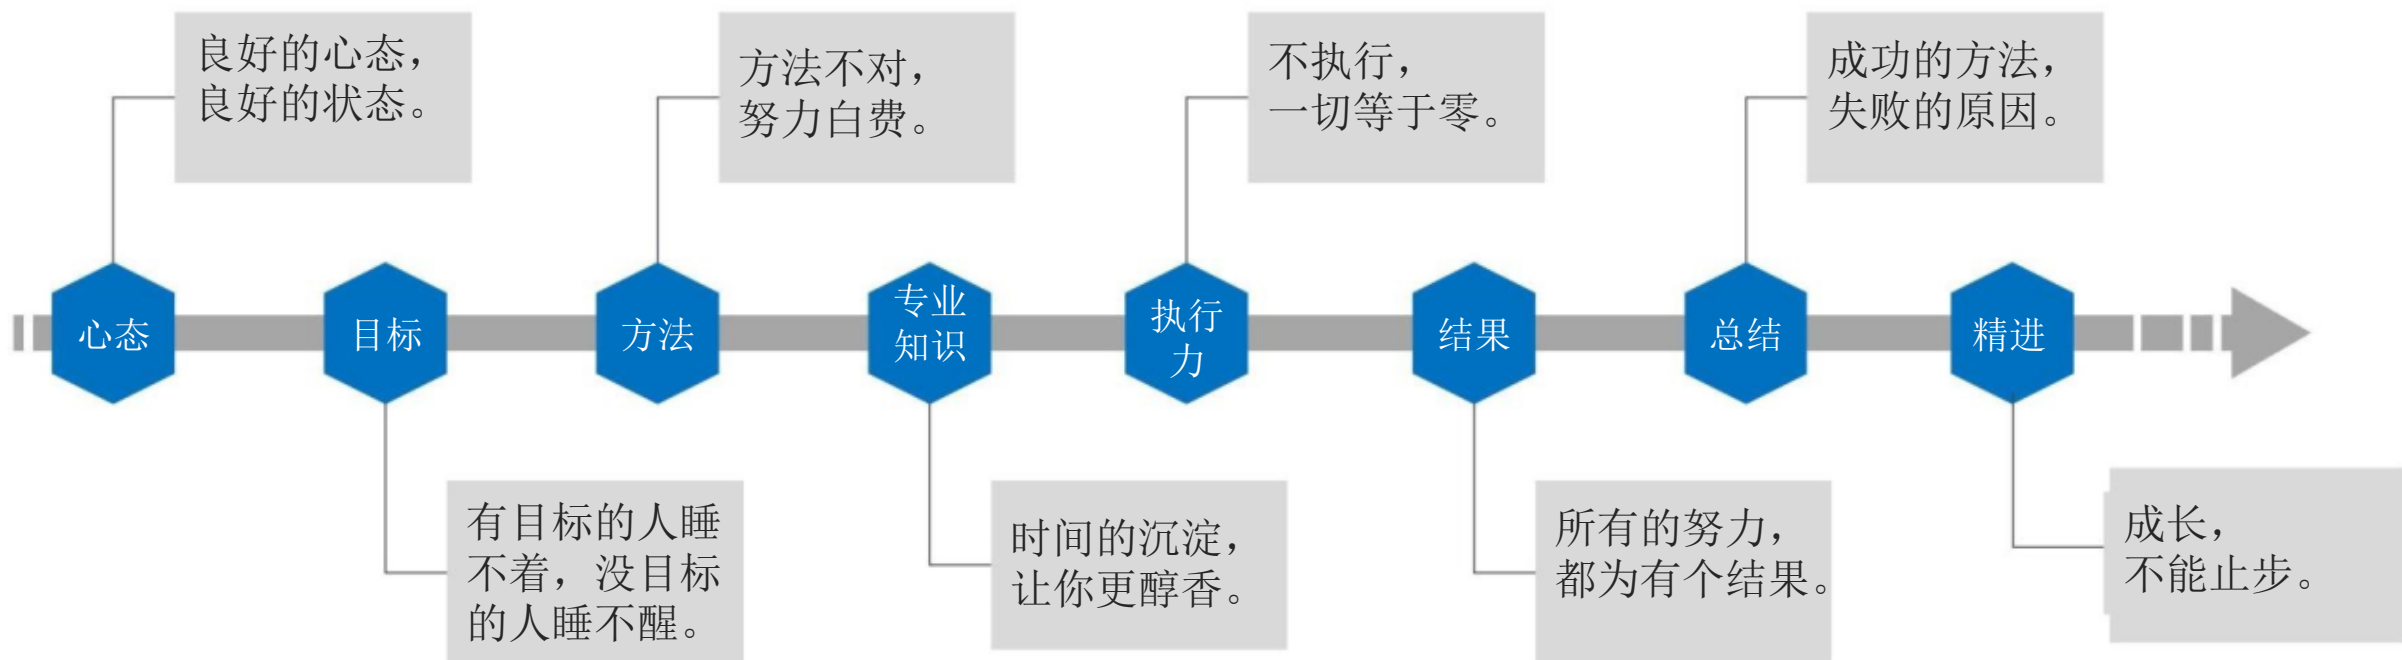 良好的心态，
良好的状态。
方法不对，
努力白费。
不执行，
一切等于零。
成功的方法，
失败的原因。
心态
目标
方法
专业
知识
执行
力
结果
总结
精进
有目标的人睡
不着，没目标
的人睡不醒。
时间的沉淀，
让你更醇香。
所有的努力，
都为有个结果。
成长，
不能止步。